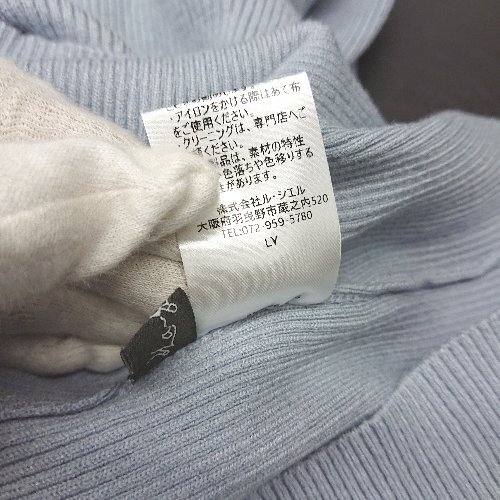 ・アイロンをかける際はあて布
をご使用ください。
クリーニングは、専門店へご
ください。
製品は、素材の特性
色落ちや色移りする
性があります。
株式会社ル・シエル
大阪府羽曳野市蔵之内520
TEL:072-959-5780
LY